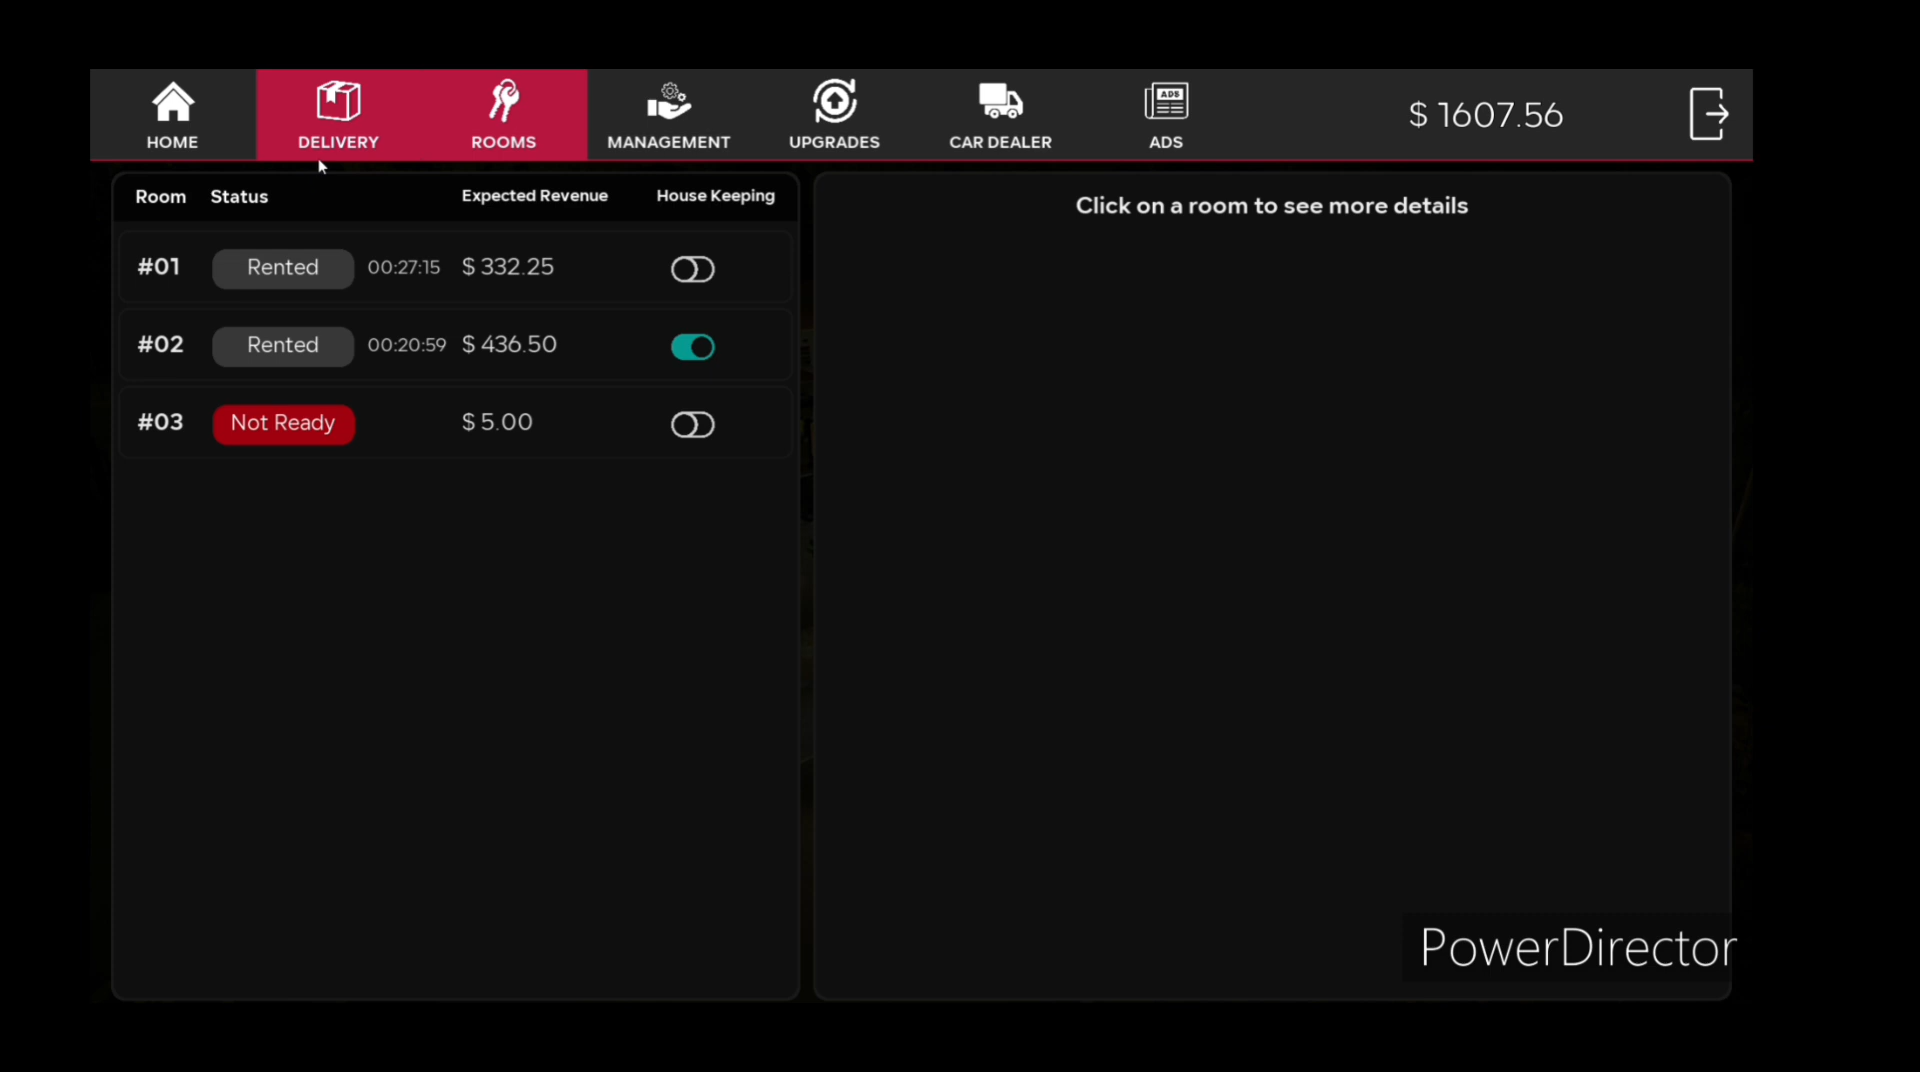 HOME DELIVERY ROOMS MANAGEMENT UPGRADES CAR DEALER ADS ADS $ 1607.56
Room Status Expected Revenue House Keeping
#01 Rented 00:27:15 $ 332.25
#02 Rented 00:20:59 $ 436.50
#03 Not Ready $ 5.00
Click on a room to see more details
PowerDirector